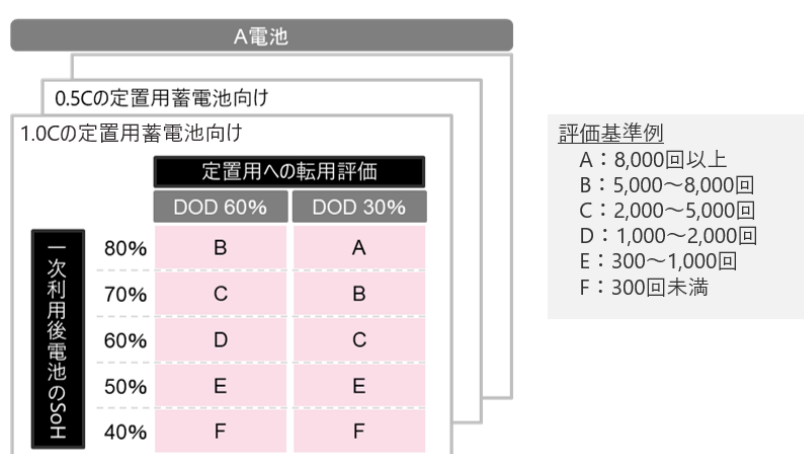 A電池
0.5Cの定置用蓄電池向け
1.0Cの定置用蓄電池向け
定置用への転用評価
DOD 60% DOD 30%
一次利用後電池のSoH
80% B A
70% C B
60% D C
50% E E
40% F F
評価基準例
A：8,000回以上
B：5,000～8,000回
C：2,000～5,000回
D：1,000～2,000回
E：300～1,000回
F：300回未満